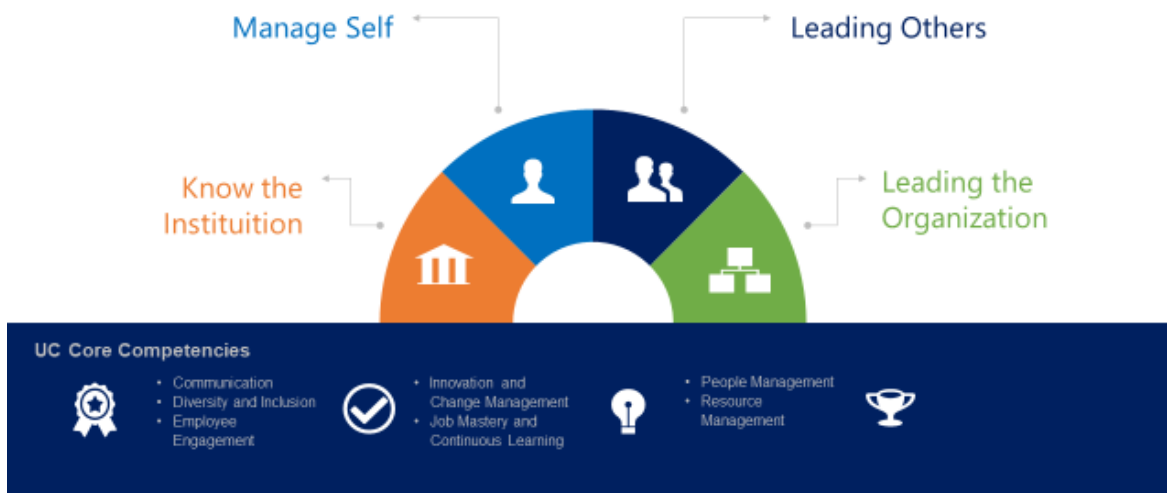 Manage Self
Leading Others
Know the
Instituition
Leading the
Organization
UC Core Competencies
• Communication
• Diversity and Inclusion
• Employee
Engagement
• Innovation and
Change Management
• Job Mastery and
Continuous Learning
• People Management
• Resource
Management